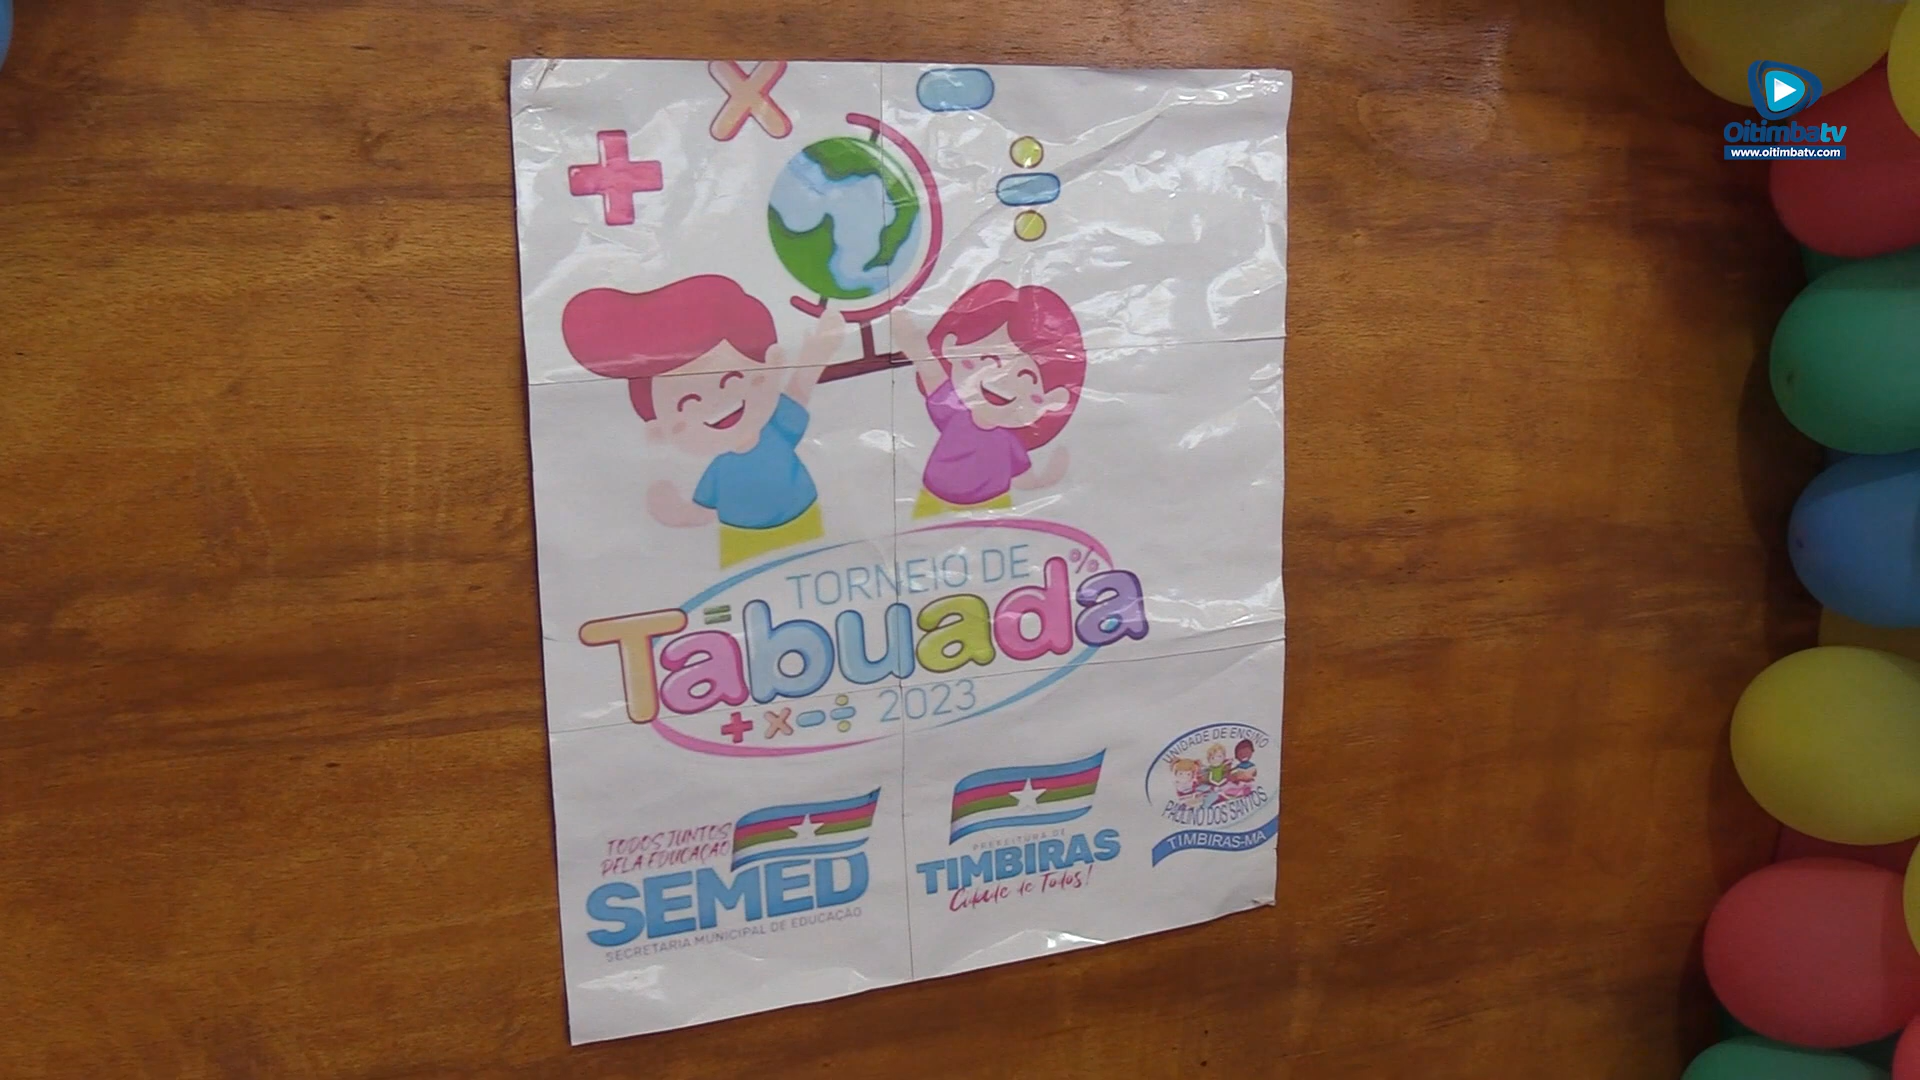 Oitimbatv
www.oitimbatv.com
TORNEIO DE
Tabuada
2023
TODOS JUNTOS
PELA EDUCAÇÃO
SEMED
SECRETARIA MUNICIPAL DE EDUCAÇÃO
PREFEITURA DE
TIMBIRAS
Cidade de Todos!
UNIDADE DE ENSINO
PAULINO DOS SANTOS
TIMBIRAS-MA